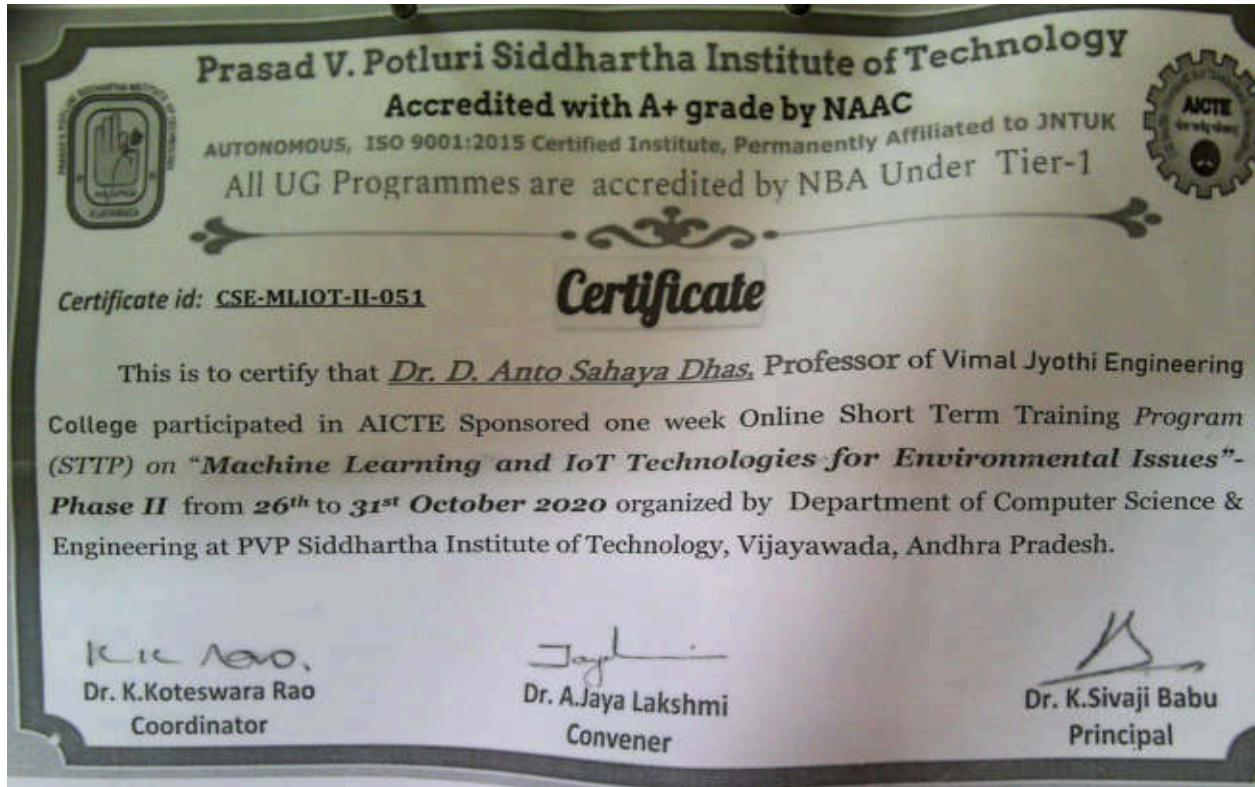 Prasad V. Potluri Siddhartha Institute of Technology
Accredited with A+ grade by NAAC
AUTONOMOUS, ISO 9001:2015 Certified Institute, Permanently Affiliated to JNTUK
All UG Programmes are accredited by NBA Under Tier-1
AICTE
Certificate id: CSE-MLIOT-II-051
Certificate
This is to certify that Dr. D. Anto Sahaya Dhas, Professor of Vimal Jyothi Engineering
College participated in AICTE Sponsored one week Online Short Term Training Program
(STTP) on “Machine Learning and IoT Technologies for Environmental Issues”-
Phase II from 26th to 31st October 2020 organized by Department of Computer Science &
Engineering at PVP Siddhartha Institute of Technology, Vijayawada, Andhra Pradesh.
Dr. K.Koteswara Rao
Coordinator
Dr. A.Jaya Lakshmi
Convener
Dr. K.Sivaji Babu
Principal